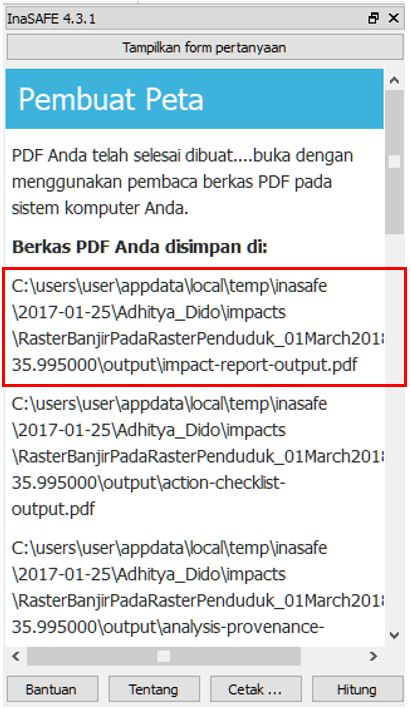 InaSAFE 4.3.1
Tampilkan form pertanyaan
Pembuat Peta
PDF Anda telah selesai dibuat....buka dengan
menggunakan pembaca berkas PDF pada
sistem komputer Anda.
Berkas PDF Anda disimpan di:
C:\users\user\appdata\local\temp\inasafe
\2017-01-25\Adhitya_Dido\impacts
\RasterBanjirPadaRasterPenduduk_01March2018
35.995000\output\impact-report-output.pdf
C:\users\user\appdata\local\temp\inasafe
\2017-01-25\Adhitya_Dido\impacts
\RasterBanjirPadaRasterPenduduk_01March2018
35.995000\output\action-checklist-
output.pdf
C:\users\user\appdata\local\temp\inasafe
\2017-01-25\Adhitya_Dido\impacts
\RasterBanjirPadaRasterPenduduk_01March2018
35.995000\output\analysis-provenance-
Bantuan
Tentang
Cetak ...
Hitung